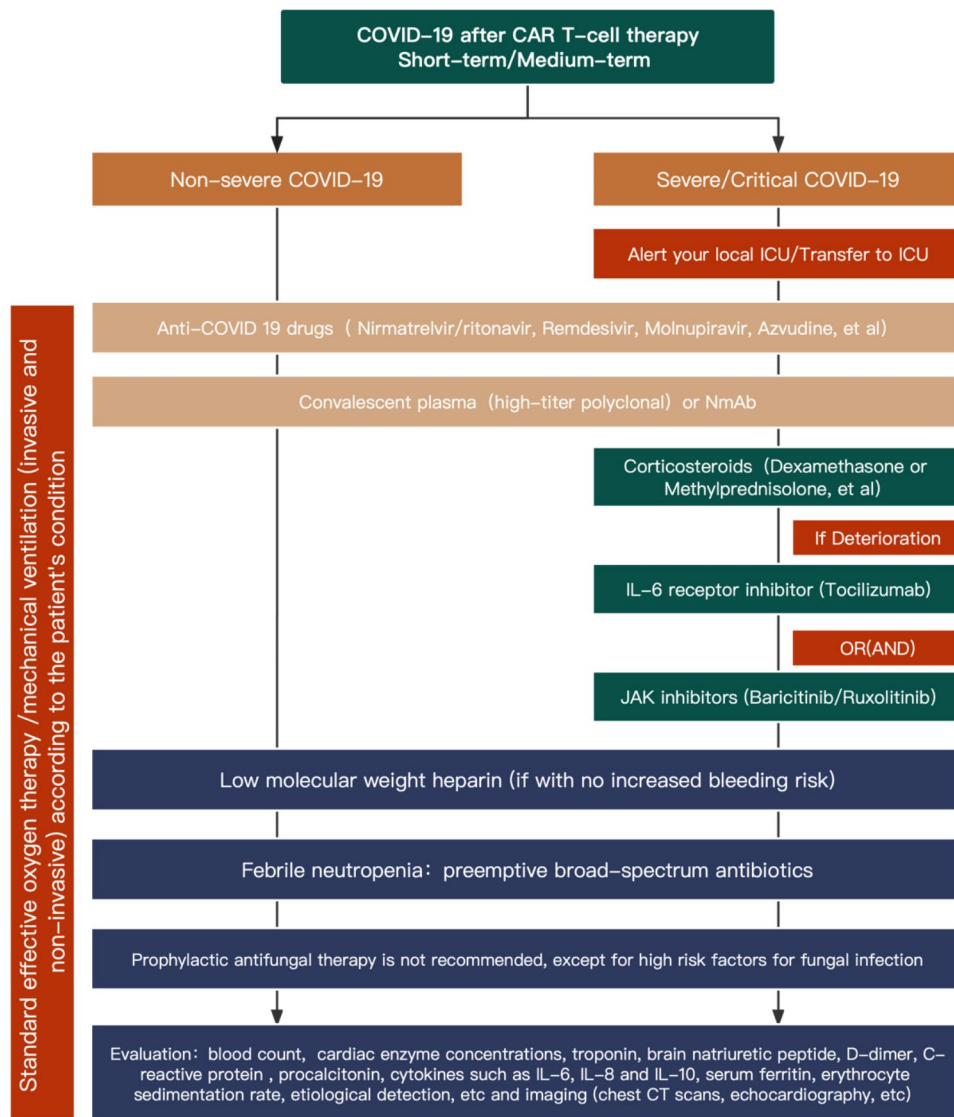 COVID-19 after CAR T-cell therapy
Short-term/Medium-term
Non-severe COVID-19
Severe/Critical COVID-19
Alert your local ICU/Transfer to ICU
Standard effective oxygen therapy /mechanical ventilation (invasive and
non-invasive) according to the patient's condition
Anti-COVID 19 drugs（ Nirmatrelvir/ritonavir, Remdesivir, Molnupiravir, Azvudine, et al)
Convalescent plasma（high-titer polyclonal）or NmAb
Corticosteroids（Dexamethasone or
Methylprednisolone, et al)
If Deterioration
IL-6 receptor inhibitor (Tocilizumab)
OR(AND)
JAK inhibitors (Baricitinib/Ruxolitinib)
Low molecular weight heparin (if with no increased bleeding risk)
Febrile neutropenia：preemptive broad-spectrum antibiotics
Prophylactic antifungal therapy is not recommended, except for high risk factors for fungal infection
Evaluation：blood count, cardiac enzyme concentrations, troponin, brain natriuretic peptide, D-dimer, C-
reactive protein , procalcitonin, cytokines such as IL-6, IL-8 and IL-10, serum ferritin, erythrocyte
sedimentation rate, etiological detection, etc and imaging (chest CT scans, echocardiography, etc)